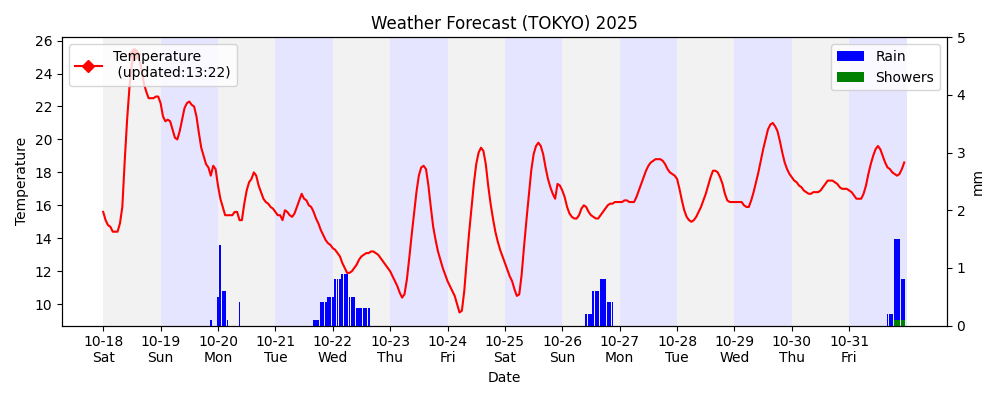 Weather Forecast (TOKYO) 2025
Temperature
(updated:13:22)
Rain
Showers
26
24
22
20
18
16
14
12
10
Temperature
5
4
3
2
1
0
mm
10-18 10-19 10-20 10-21 10-22 10-23 10-24 10-25 10-26 10-27 10-28 10-29 10-30 10-31
Sat Sun Mon Tue Wed Thu Fri Sat Sun Mon Tue Wed Thu Fri
Date